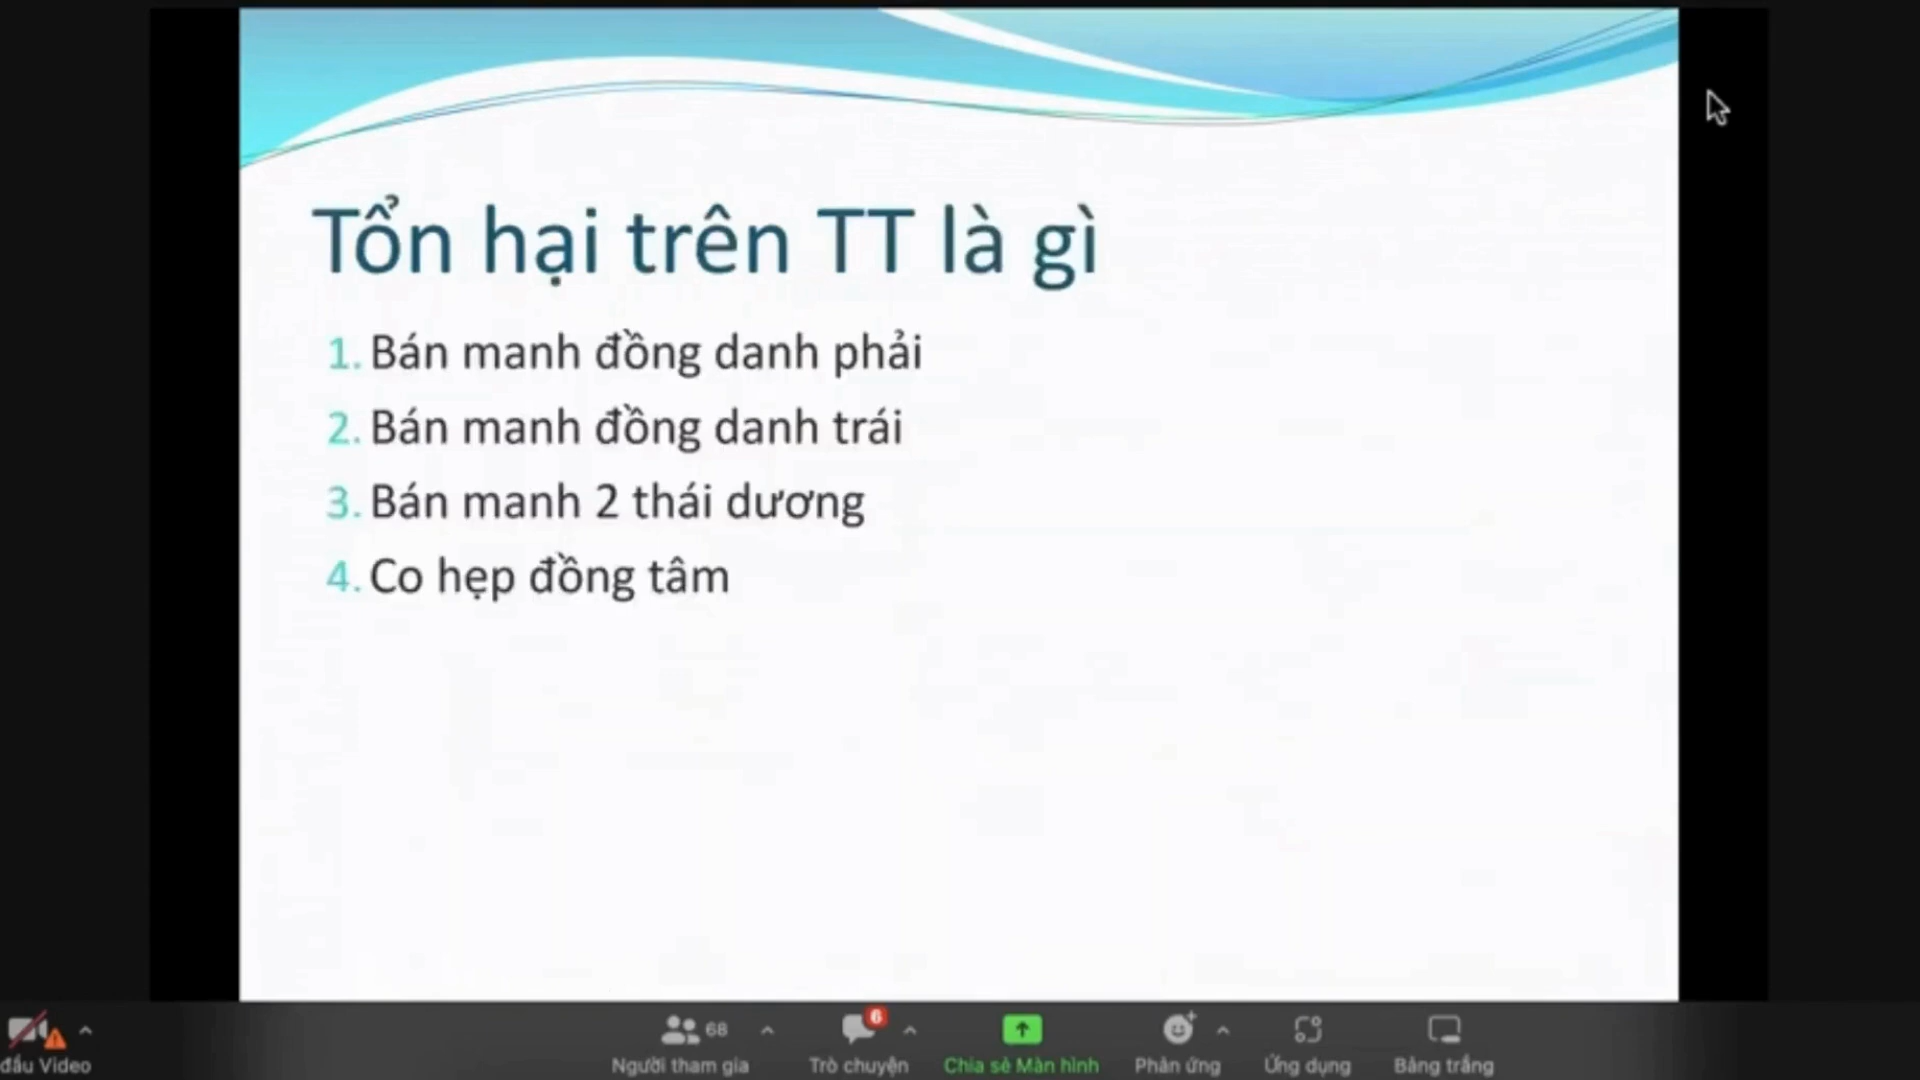 Tổn hại trên TT là gì
1. Bán manh đồng danh phải
2. Bán manh đồng danh trái
3. Bán manh 2 thái dương
4. Co hẹp đồng tâm
68
6
đầu Video
Người tham gia
Trò chuyện
Chia sẻ Màn hình
Phản ứng
Ứng dụng
Bảng trắng